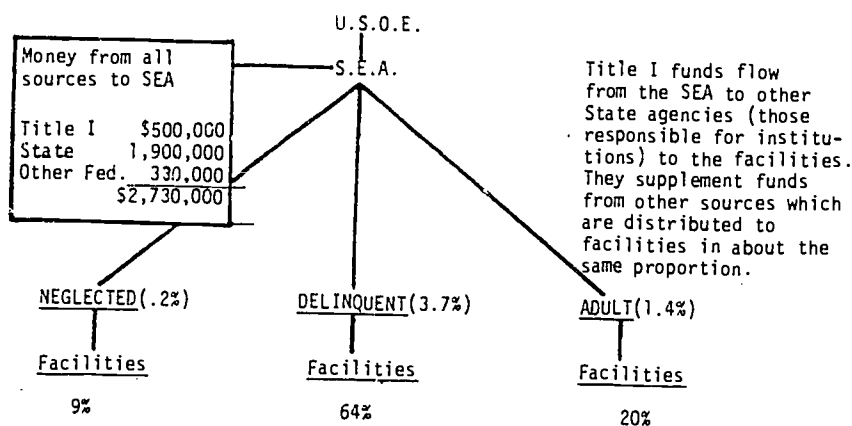 U.S.O.E.
S.E.A.
Money from all
sources to SEA
Title I $500,000
State 1,900,000
Other Fed. 330,000
$2,730,000
Title I funds flow
from the SEA to other
State agencies (those
responsible for institu-
tions) to the facilities.
They supplement funds
from other sources which
are distributed to
facilities in about the
same proportion.
NEGLECTED(.2%)
DELINQUENT(3.7%)
ADULT(1.4%)
Facilities
Facilities
Facilities
9%
64%
20%